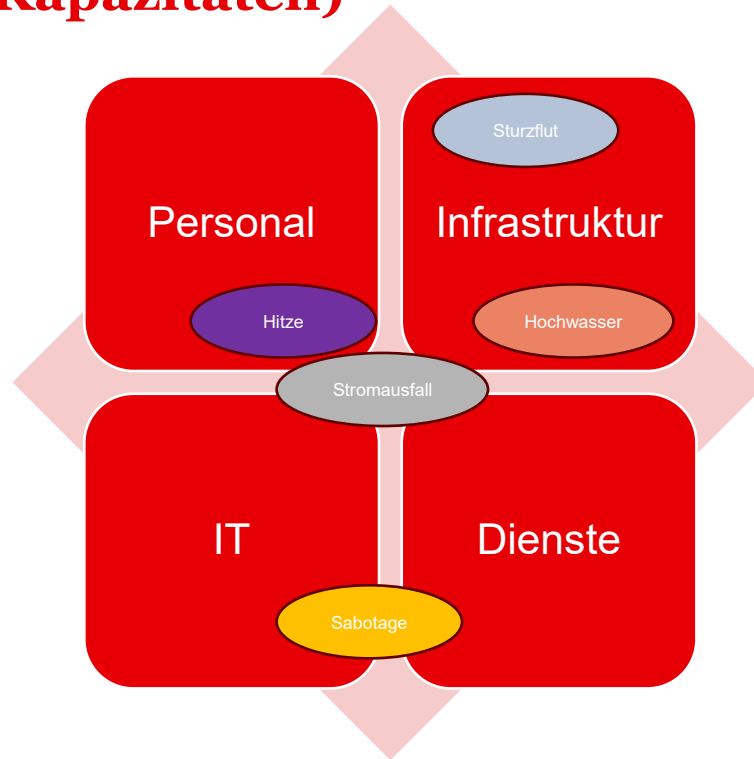 Kapazitäten)
Sturzflut
Personal
Infrastruktur
Hitze
Hochwasser
Stromausfall
IT
Dienste
Sabotage